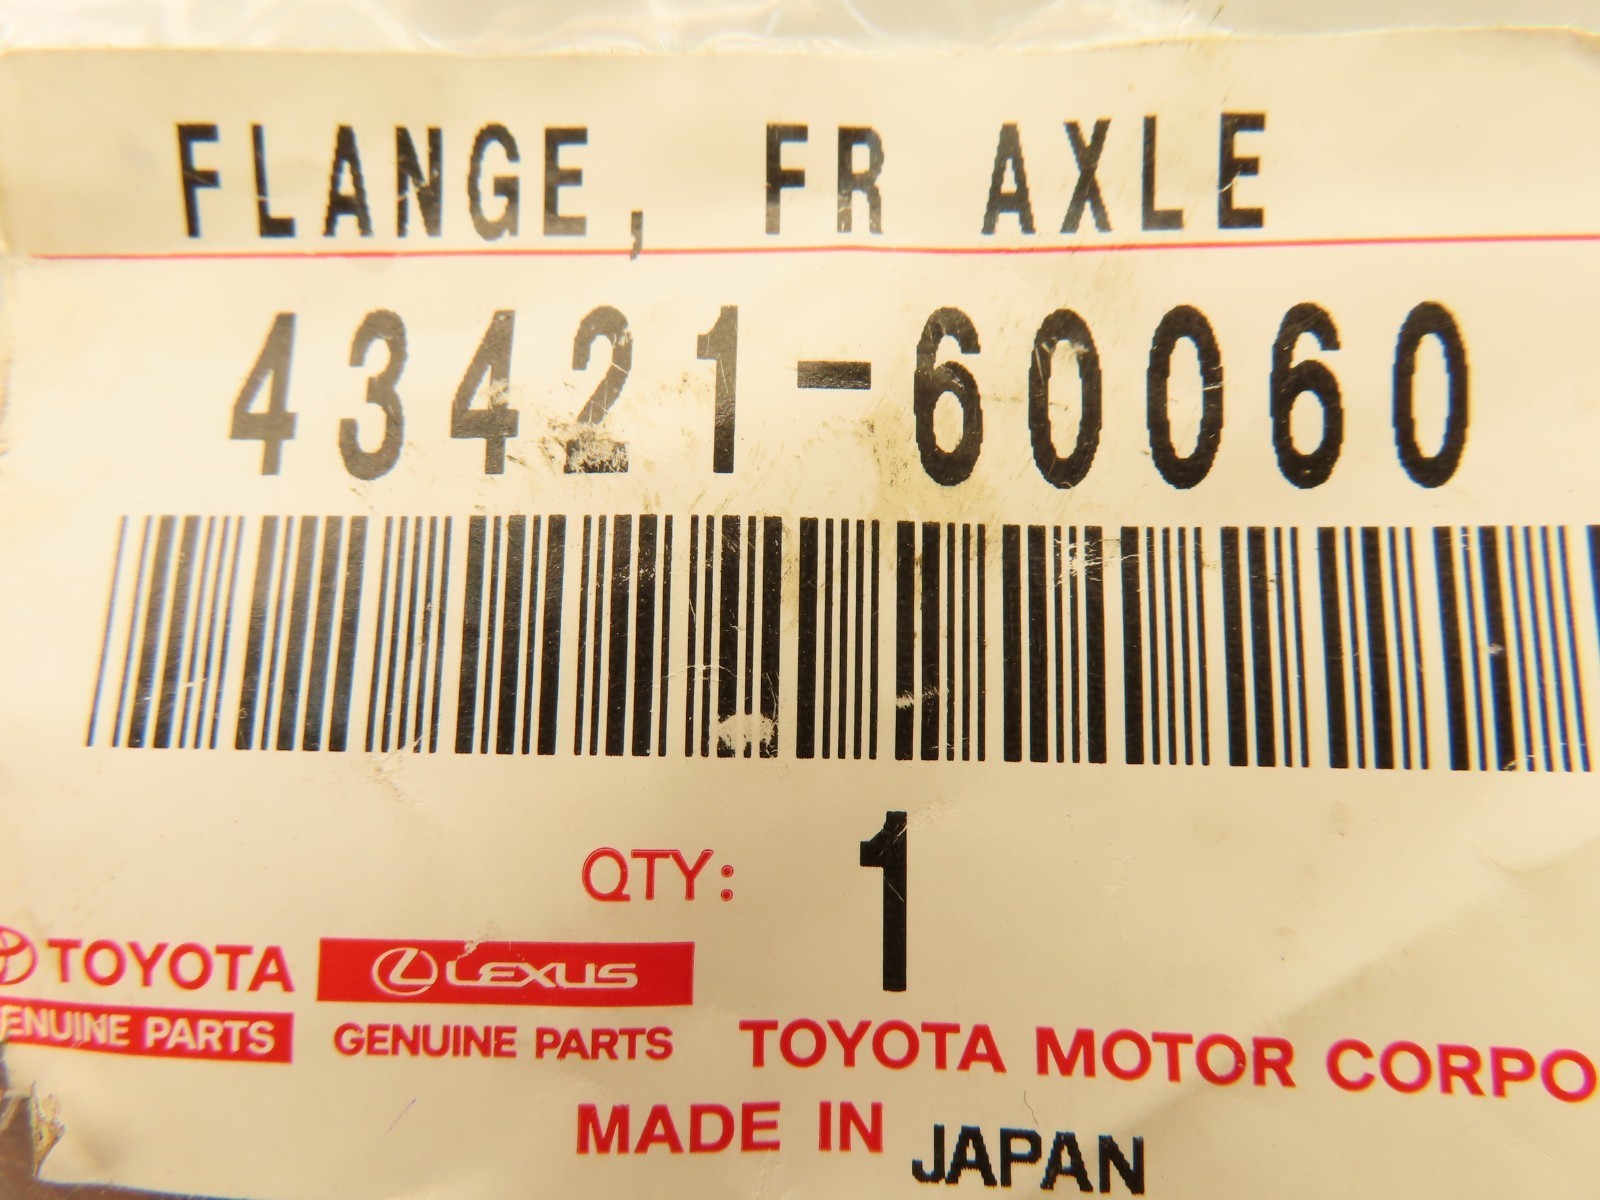 FLANGE, FR AXLE
43421-60060
QTY: 1
TOYOTA LEXUS
ENUINE PARTS GENUINE PARTS TOYOTA MOTOR CORPO
MADE IN JAPAN